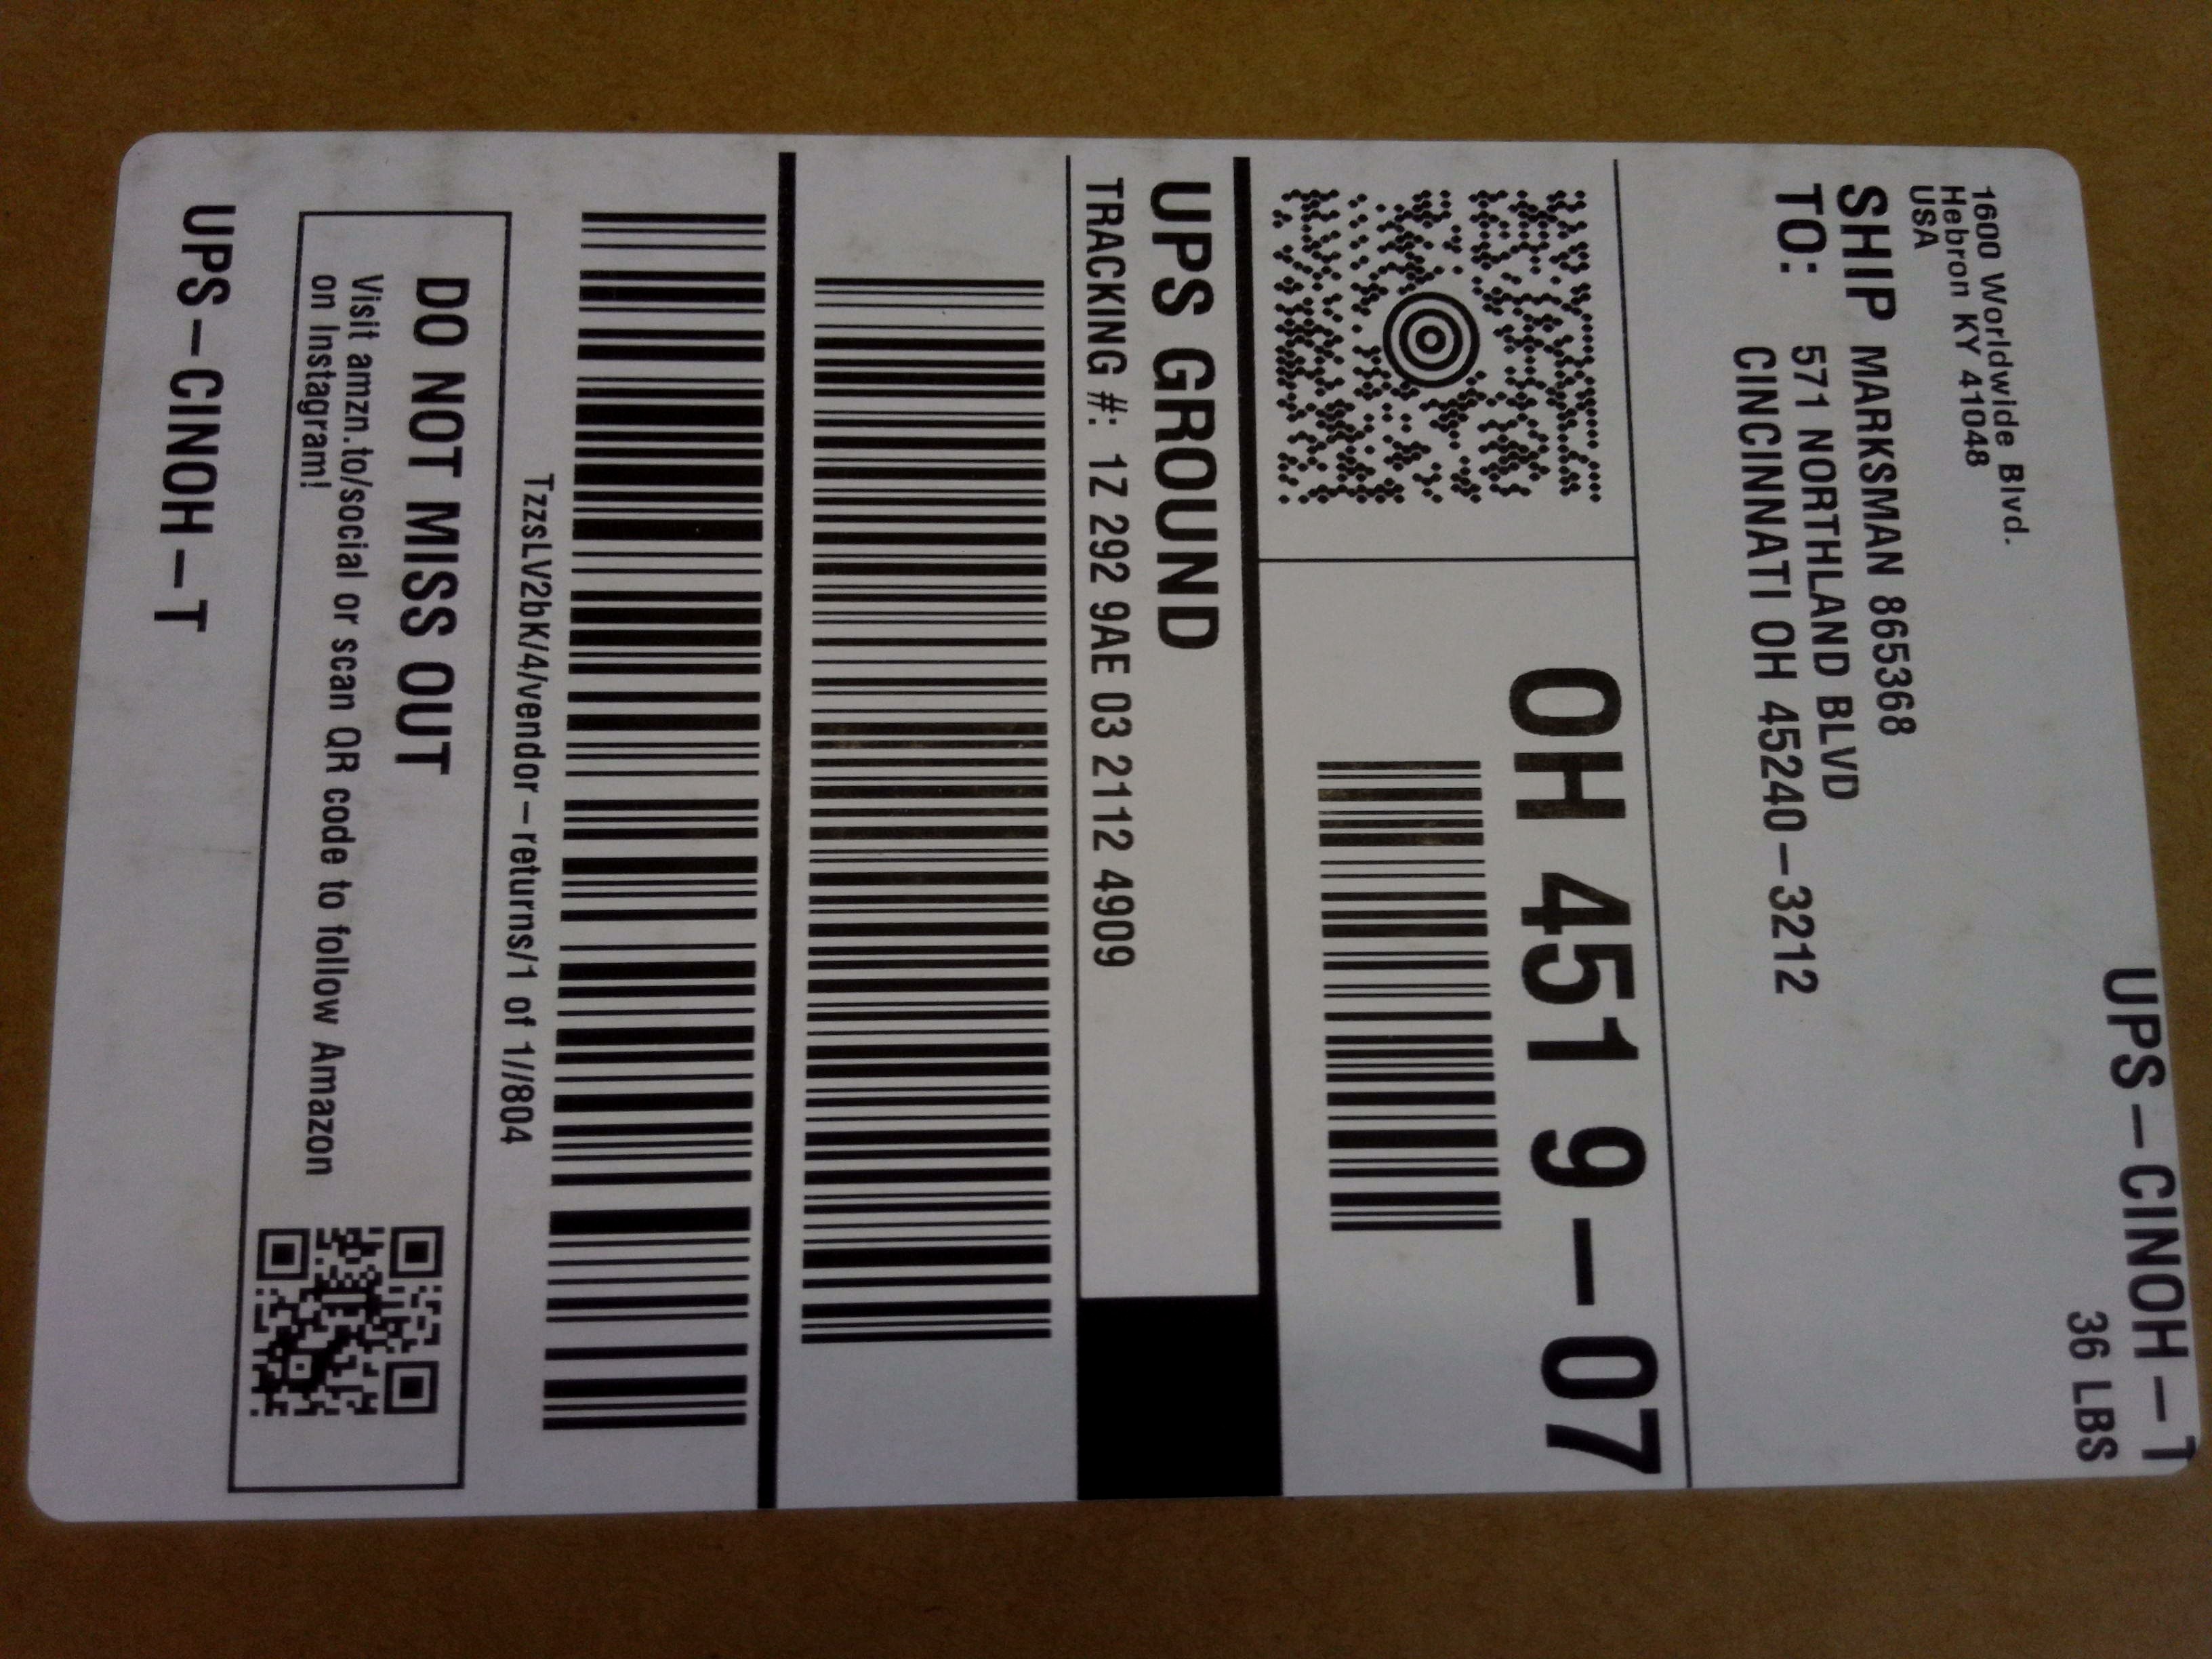 UPS-CINOH-T
36 LBS
1600 Worldwide Blvd.
Hebron KY 41048
USA
SHIP MARKSMAN 865368
TO: 571 NORTHLAND BLVD
CINCINNATI OH 45240-3212
OH 451 9-07
UPS GROUND
TRACKING #: 1Z 292 9AE 03 2112 4909
TzzsLV2bK/4/vendor-returns/1 of 1//804
DO NOT MISS OUT
Visit amzn.to/social or scan QR code to follow Amazon
on Instagram!
UPS-CINOH-T